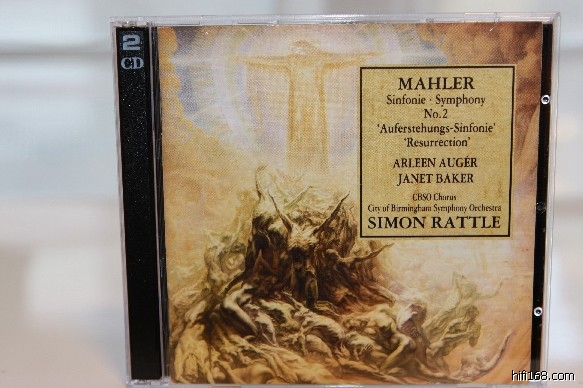 2
CD
MAHLER
Sinfonie · Symphony
No. 2
'Auferstehungs-Sinfonie'
'Resurrection'
ARLEEN AUGÉR
JANET BAKER
CBSO Chorus
City of Birmingham Symphony Orchestra
SIMON RATTLE
hifi168.com